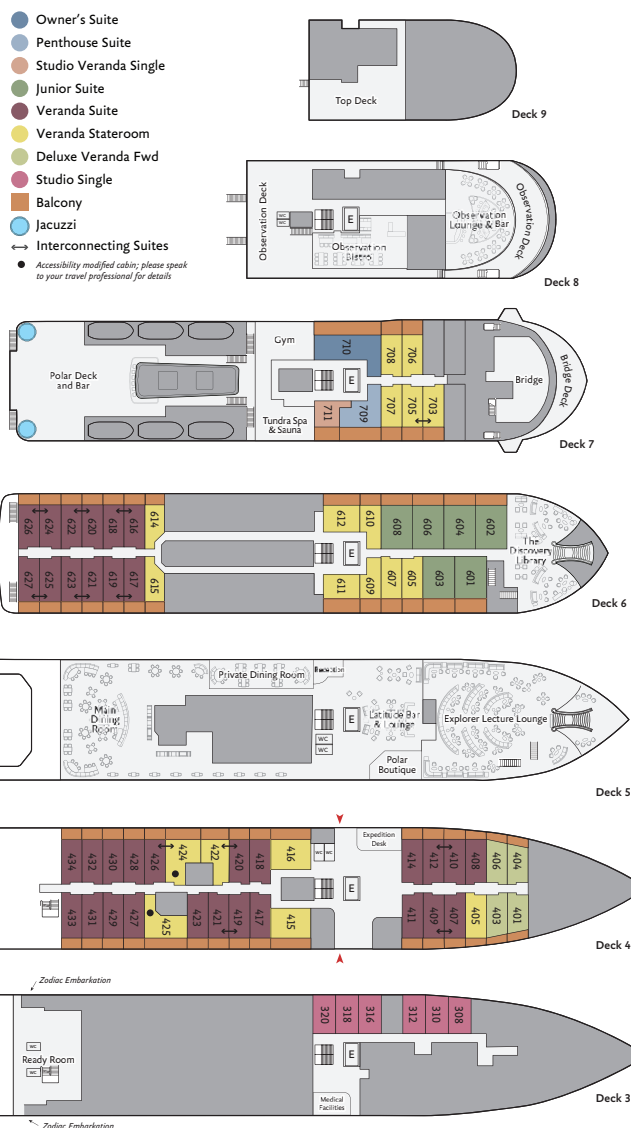 Owner's Suite
Penthouse Suite
Studio Veranda Single
Junior Suite
Veranda Suite
Veranda Stateroom
Deluxe Veranda Fwd
Studio Single
Balcony
Jacuzzi
Interconnecting Suites
Accessibility modified cabin; please speak
to your travel professional for details
Top Deck
Deck 9
Observation Deck
WC
WC
E
Observation
Bistro
Observation
Lounge & Bar
Observation Deck
Deck 8
Polar Deck
and Bar
Gym
Tundra Spa
& Sauna
E
710
708
706
711
709
707
705
703
Bridge
Bridge Deck
Deck 7
626
624
622
620
618
616
614
612
610
608
606
604
602
E
627
625
623
621
619
617
615
611
609
607
605
603
601
The
Discovery
Library
Deck 6
Main
Dining
Room
Private Dining Room
E
WC
WC
Latitude Bar
& Lounge
Polar
Boutique
Explorer Lecture Lounge
Deck 5
434
432
430
428
426
424
422
420
418
416
WC
WC
Expedition
Desk
414
412
410
408
406
404
E
433
431
429
427
425
423
421
419
417
415
411
409
407
405
403
401
Deck 4
Zodiac Embarkation
WC
Ready Room
WC
320
318
316
312
310
308
E
Medical
Facilities
Deck 3
Zodiac Embarkation